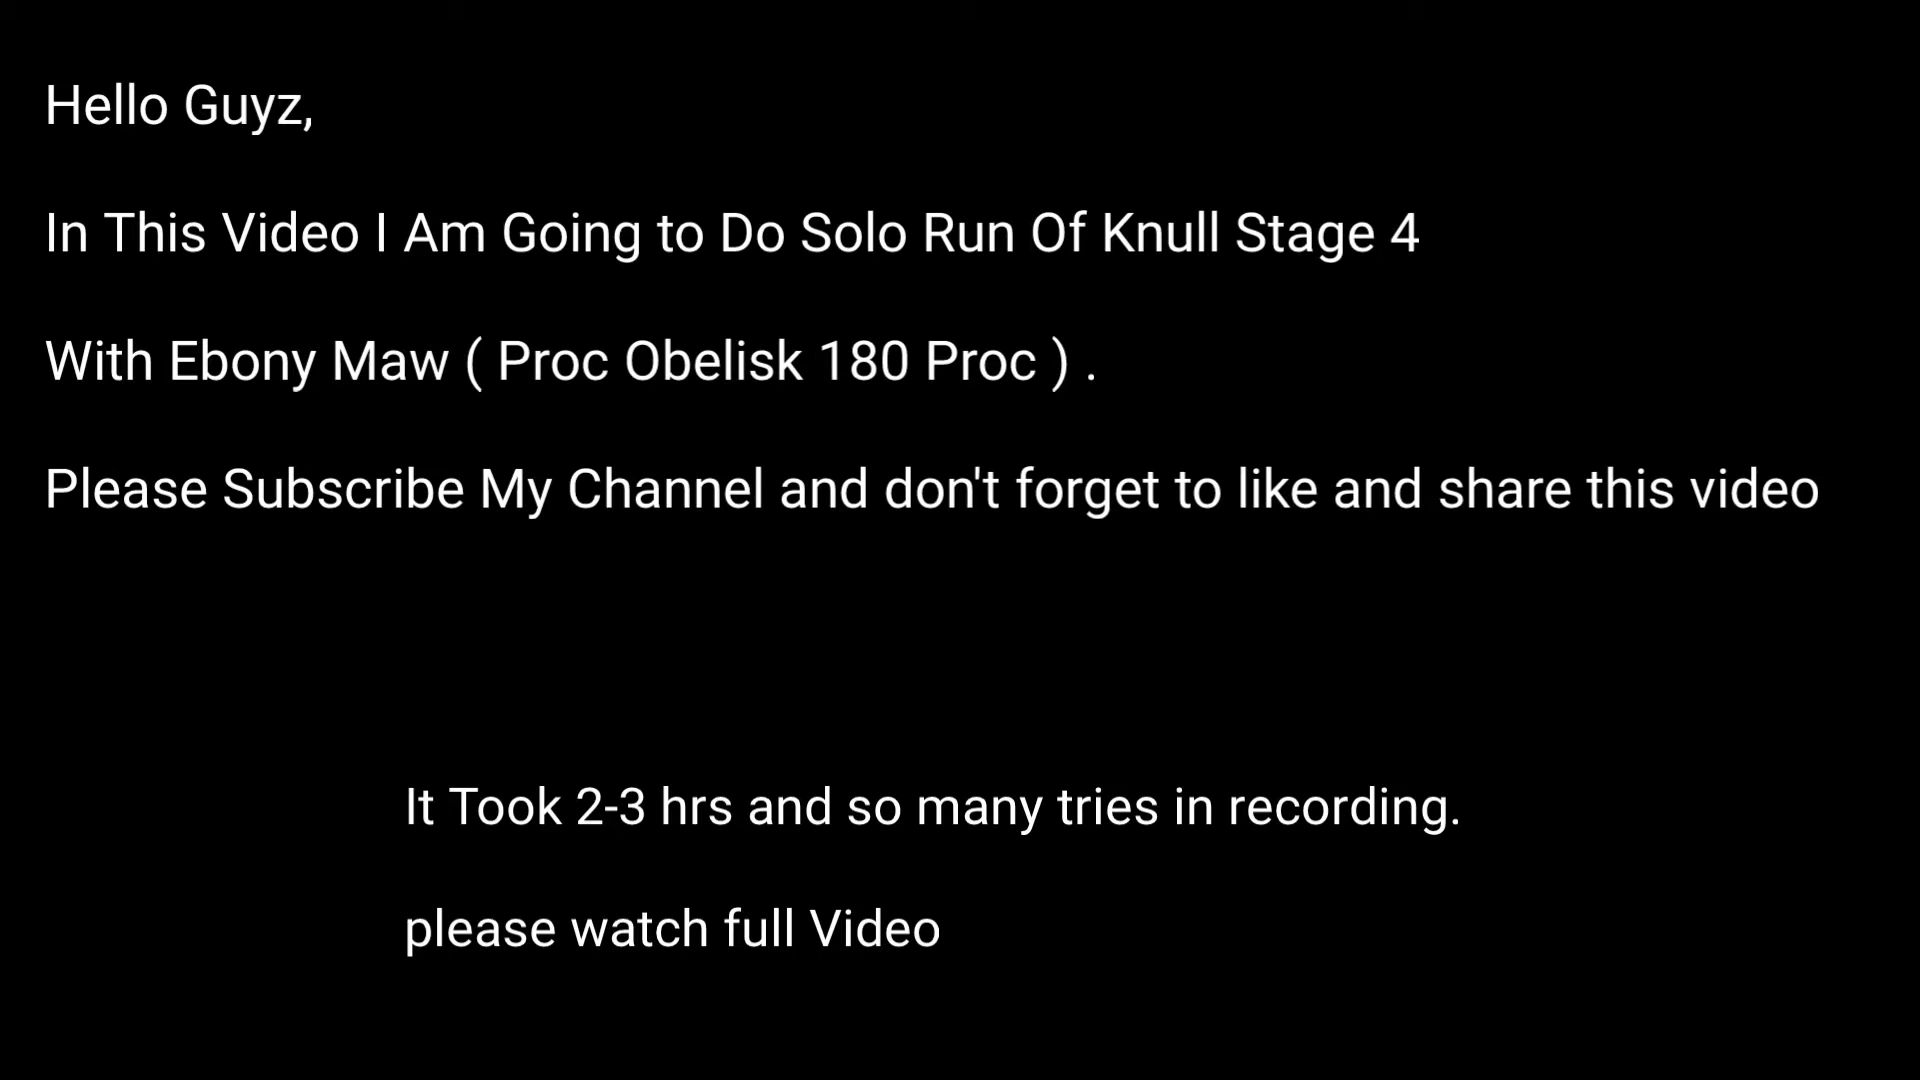 Hello Guyz,
In This Video I Am Going to Do Solo Run Of Knull Stage 4
With Ebony Maw ( Proc Obelisk 180 Proc ) .
Please Subscribe My Channel and don't forget to like and share this video
It Took 2-3 hrs and so many tries in recording.
please watch full Video